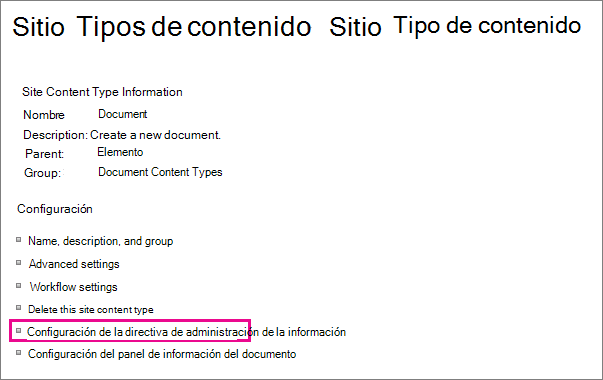 Sitio Tipos de contenido Sitio Tipo de contenido
Site Content Type Information
Nombre Document
Description: Create a new document.
Parent: Elemento
Group: Document Content Types
Configuración
Name, description, and group
Advanced settings
Workflow settings
Delete this site content type
Configuración de la directiva de administración de la información
Configuración del panel de información del documento